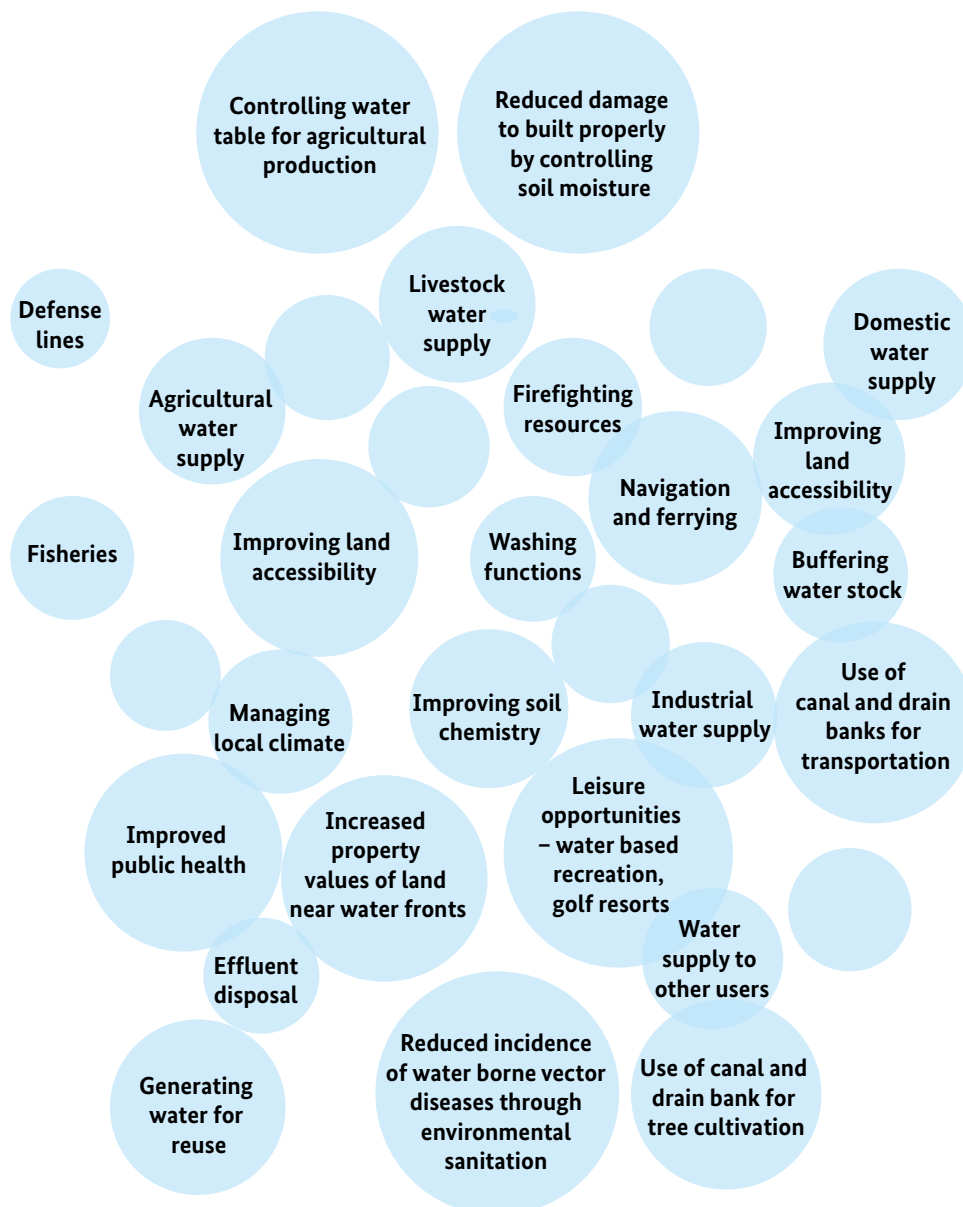 Controlling water
table for agricultural
production
Reduced damage
to built properly
by controlling
soil moisture
Defense
lines
Livestock
water
supply
Domestic
water
supply
Agricultural
water
supply
Firefighting
resources
Improving
land
accessibility
Navigation
and ferrying
Fisheries
Improving land
accessibility
Washing
functions
Buffering
water stock
Managing
local climate
Improving soil
chemistry
Industrial
water supply
Use of
canal and drain
banks for
transportation
Improved
public health
Increased
property
values of land
near water fronts
Leisure
opportunities
– water based
recreation,
golf resorts
Effluent
disposal
Water
supply to
other users
Generating
water for
reuse
Reduced incidence
of water borne vector
diseases through
environmental
sanitation
Use of canal and
drain bank for
tree cultivation